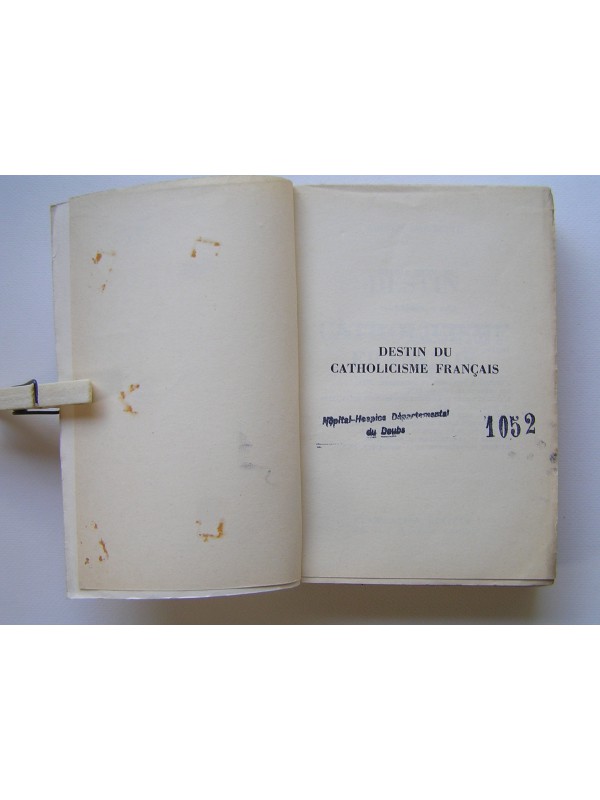 DESTIN DU
CATHOLICISME FRANÇAIS
Hôpital-Hospice Départemental
du Doubs
1052